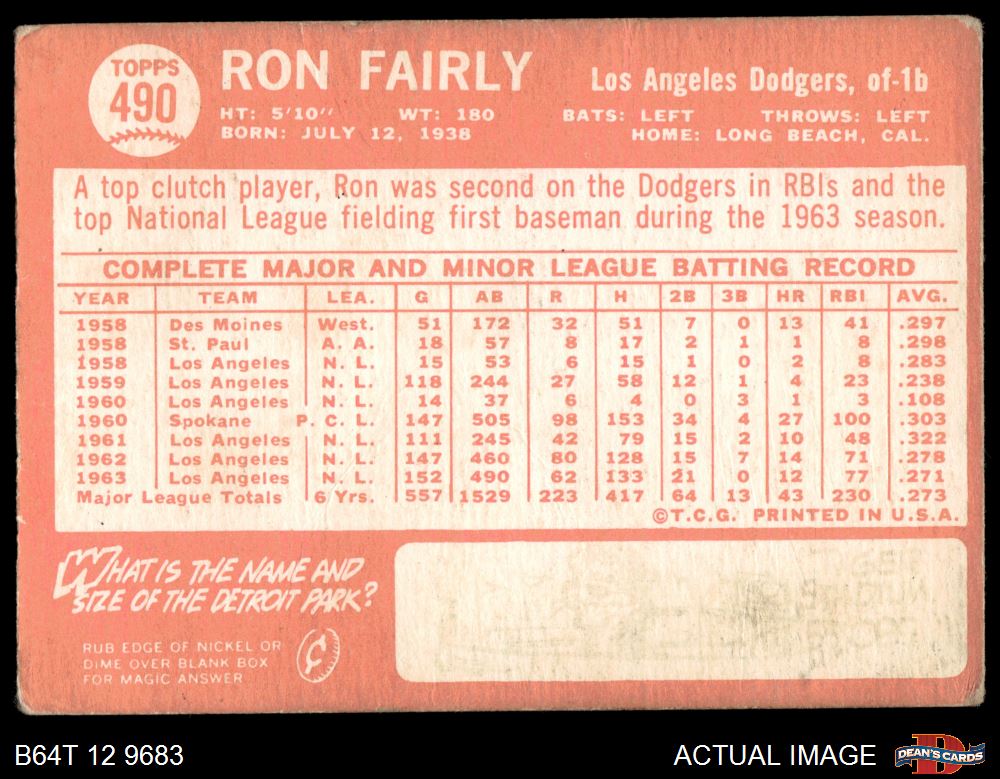 TOPPS
490
RON FAIRLY
Los Angeles Dodgers, of-1b
HT: 5'10" WT: 180 BATS: LEFT THROWS: LEFT
BORN: JULY 12, 1938 HOME: LONG BEACH, CAL.
A top clutch player, Ron was second on the Dodgers in RBIs and the
top National League fielding first baseman during the 1963 season.
COMPLETE MAJOR AND MINOR LEAGUE BATTING RECORD
YEAR TEAM LEA. G AB R H 2B 3B HR RBI AVG.
1958 Des Moines West. 51 172 32 51 7 0 13 41 .297
1958 St. Paul A. A. 18 57 8 17 2 1 1 8 .298
1958 Los Angeles N. L. 15 53 6 15 1 0 2 8 .283
1959 Los Angeles N. L. 118 244 27 58 12 1 4 23 .238
1960 Los Angeles N. L. 14 37 6 4 0 3 1 3 .108
1960 Spokane P. C. L. 147 505 98 153 34 4 27 100 .303
1961 Los Angeles N. L. 111 245 42 79 15 2 10 48 .322
1962 Los Angeles N. L. 147 460 80 128 15 7 14 71 .278
1963 Los Angeles N. L. 152 490 62 133 21 0 12 77 .271
Major League Totals 6 Yrs. 557 1529 223 417 64 13 43 230 .273
©T.C.G. PRINTED IN U.S.A.
WHAT IS THE NAME AND
SIZE OF THE DETROIT PARK?
RUB EDGE OF NICKEL OR
DIME OVER BLANK BOX
FOR MAGIC ANSWER
¢
B64T 12 9683
ACTUAL IMAGE
DEAN'S CARDS